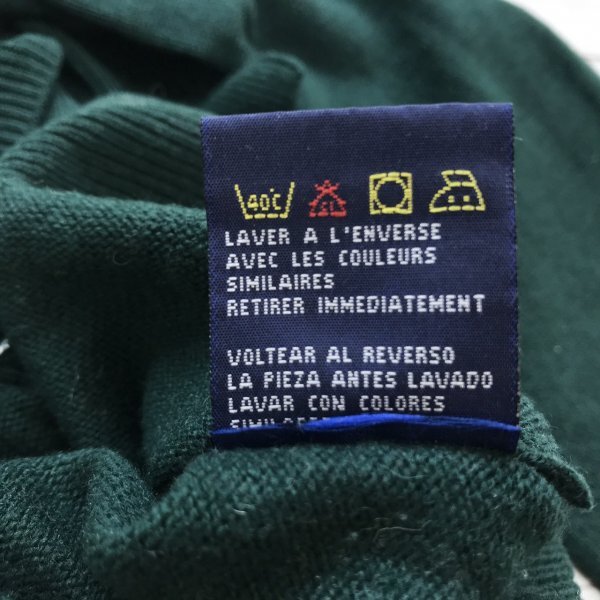 40°C CL
LAVER A L'ENVERSE
AVEC LES COULEURS
SIMILAIRES
RETIRER IMMEDIATEMENT
VOLTEAR AL REVERSO
LA PIEZA ANTES LAVADO
LAVAR CON COLORES